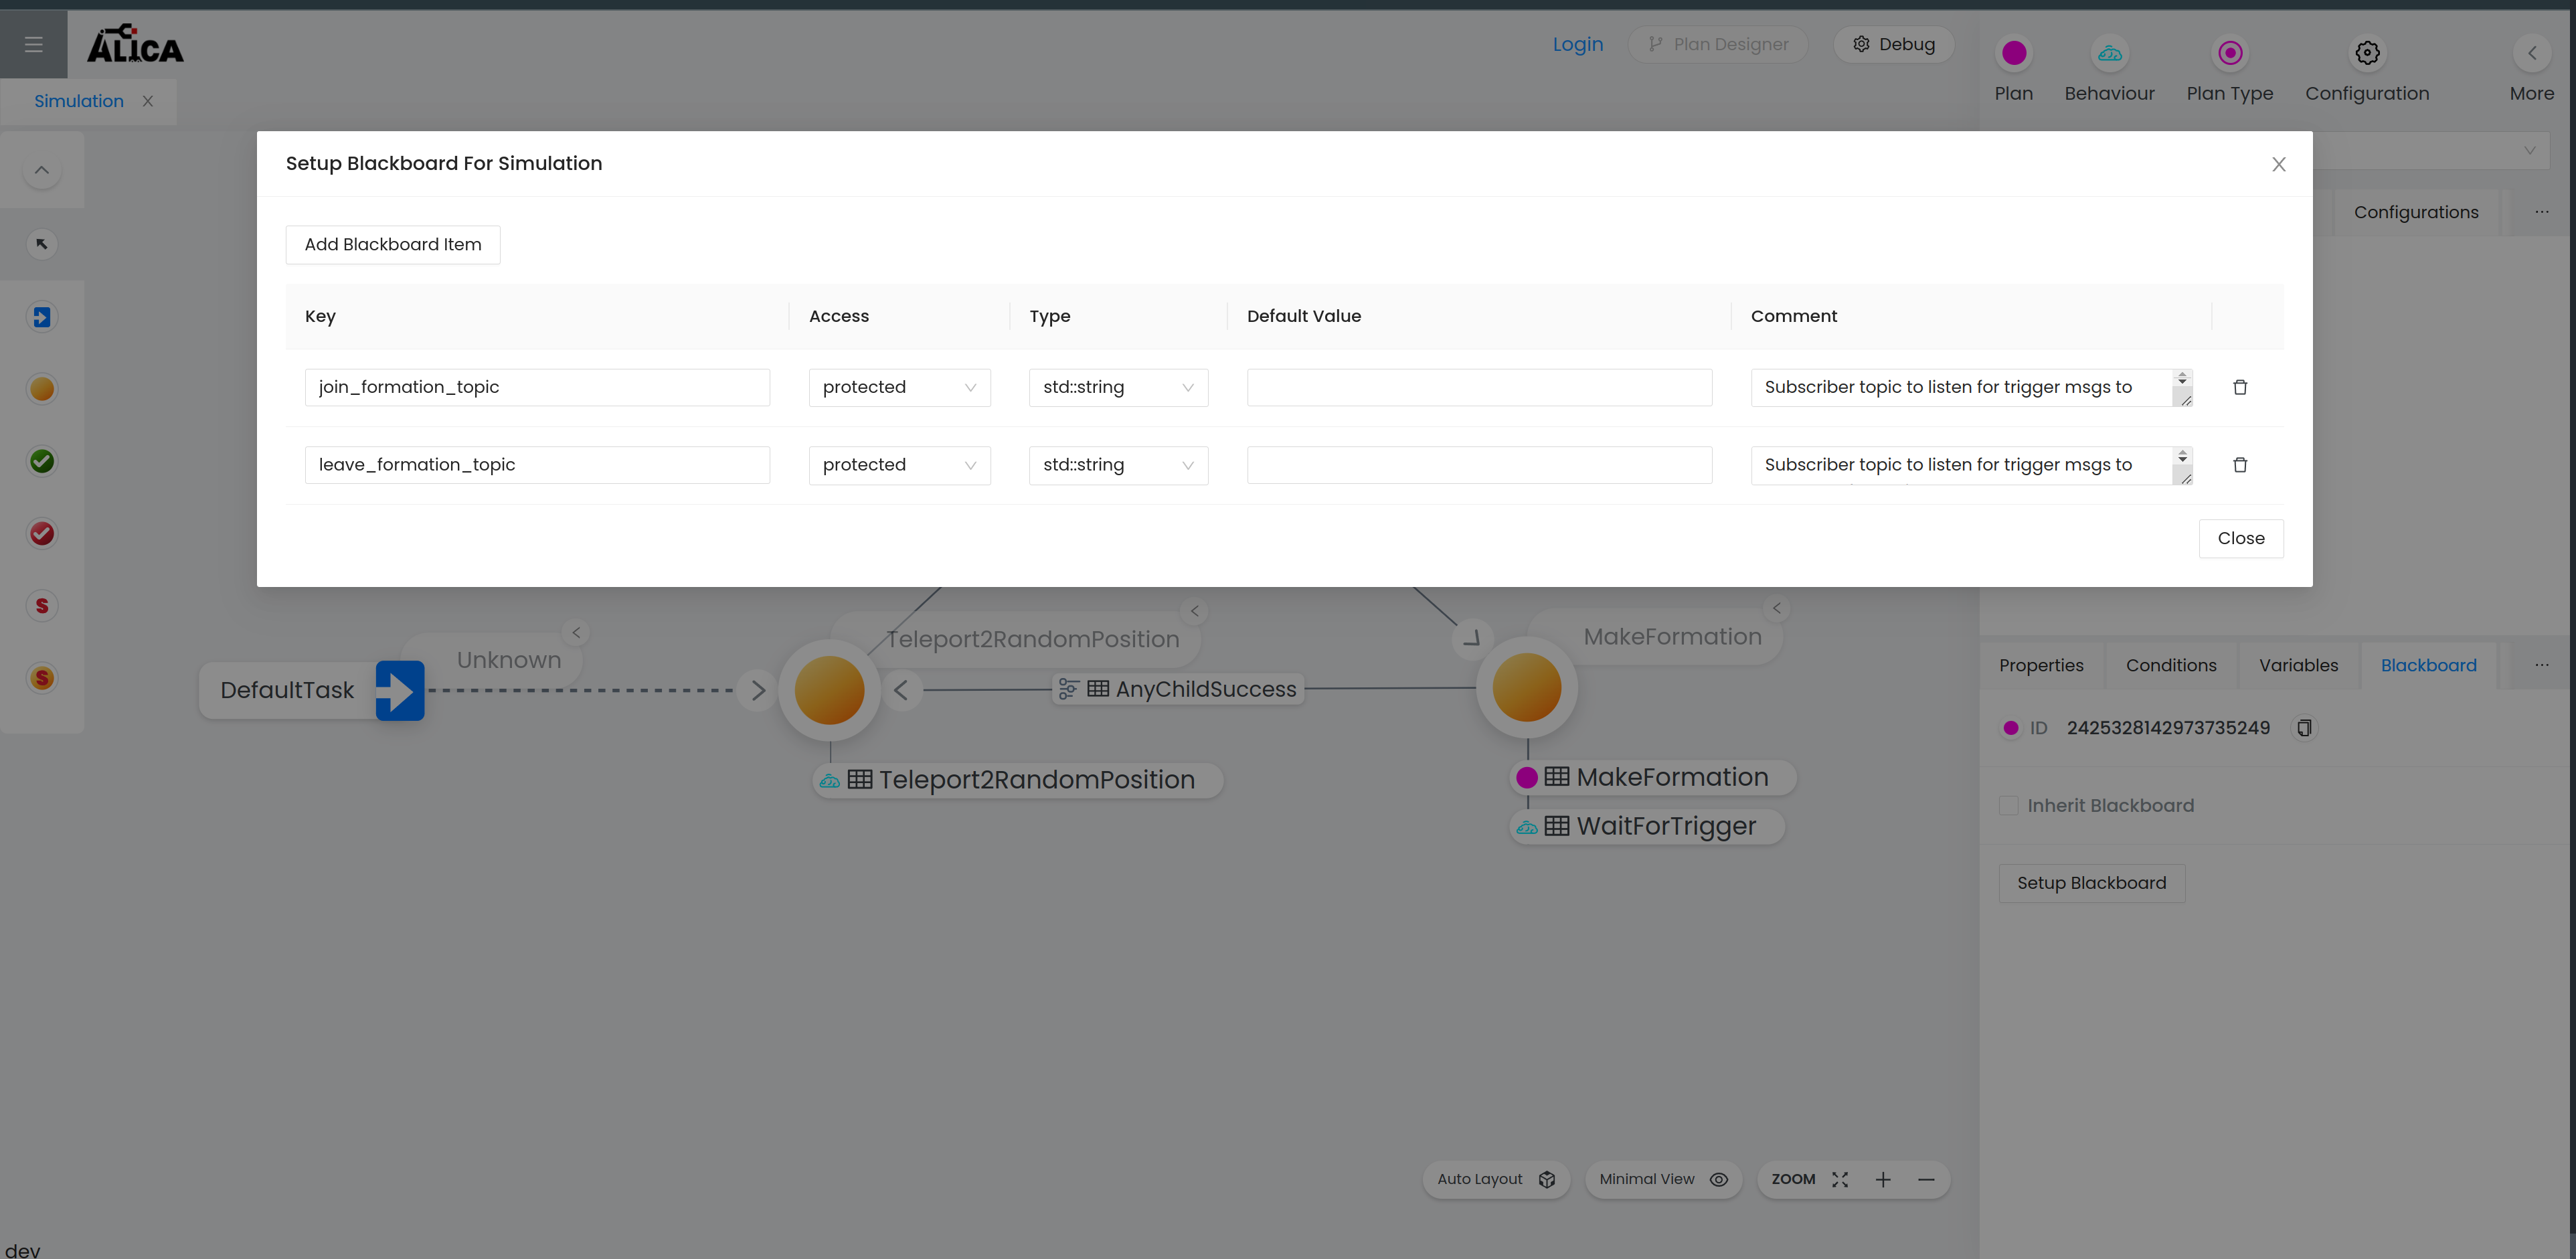 ALICA
Login
Plan Designer
Debug
Plan
Behaviour
Plan Type
Configuration
More
Simulation
Setup Blackboard For Simulation
Configurations
Add Blackboard Item
Key
Access
Type
Default Value
Comment
join_formation_topic
protected
std::string
Subscriber topic to listen for trigger msgs to
leave_formation_topic
protected
std::string
Subscriber topic to listen for trigger msgs to
Close
Unknown
Teleport2RandomPosition
MakeFormation
DefaultTask
AnyChildSuccess
Teleport2RandomPosition
MakeFormation
WaitForTrigger
Properties
Conditions
Variables
Blackboard
ID 2425328142973735249
Inherit Blackboard
Setup Blackboard
S
S
Auto Layout
Minimal View
ZOOM
dev